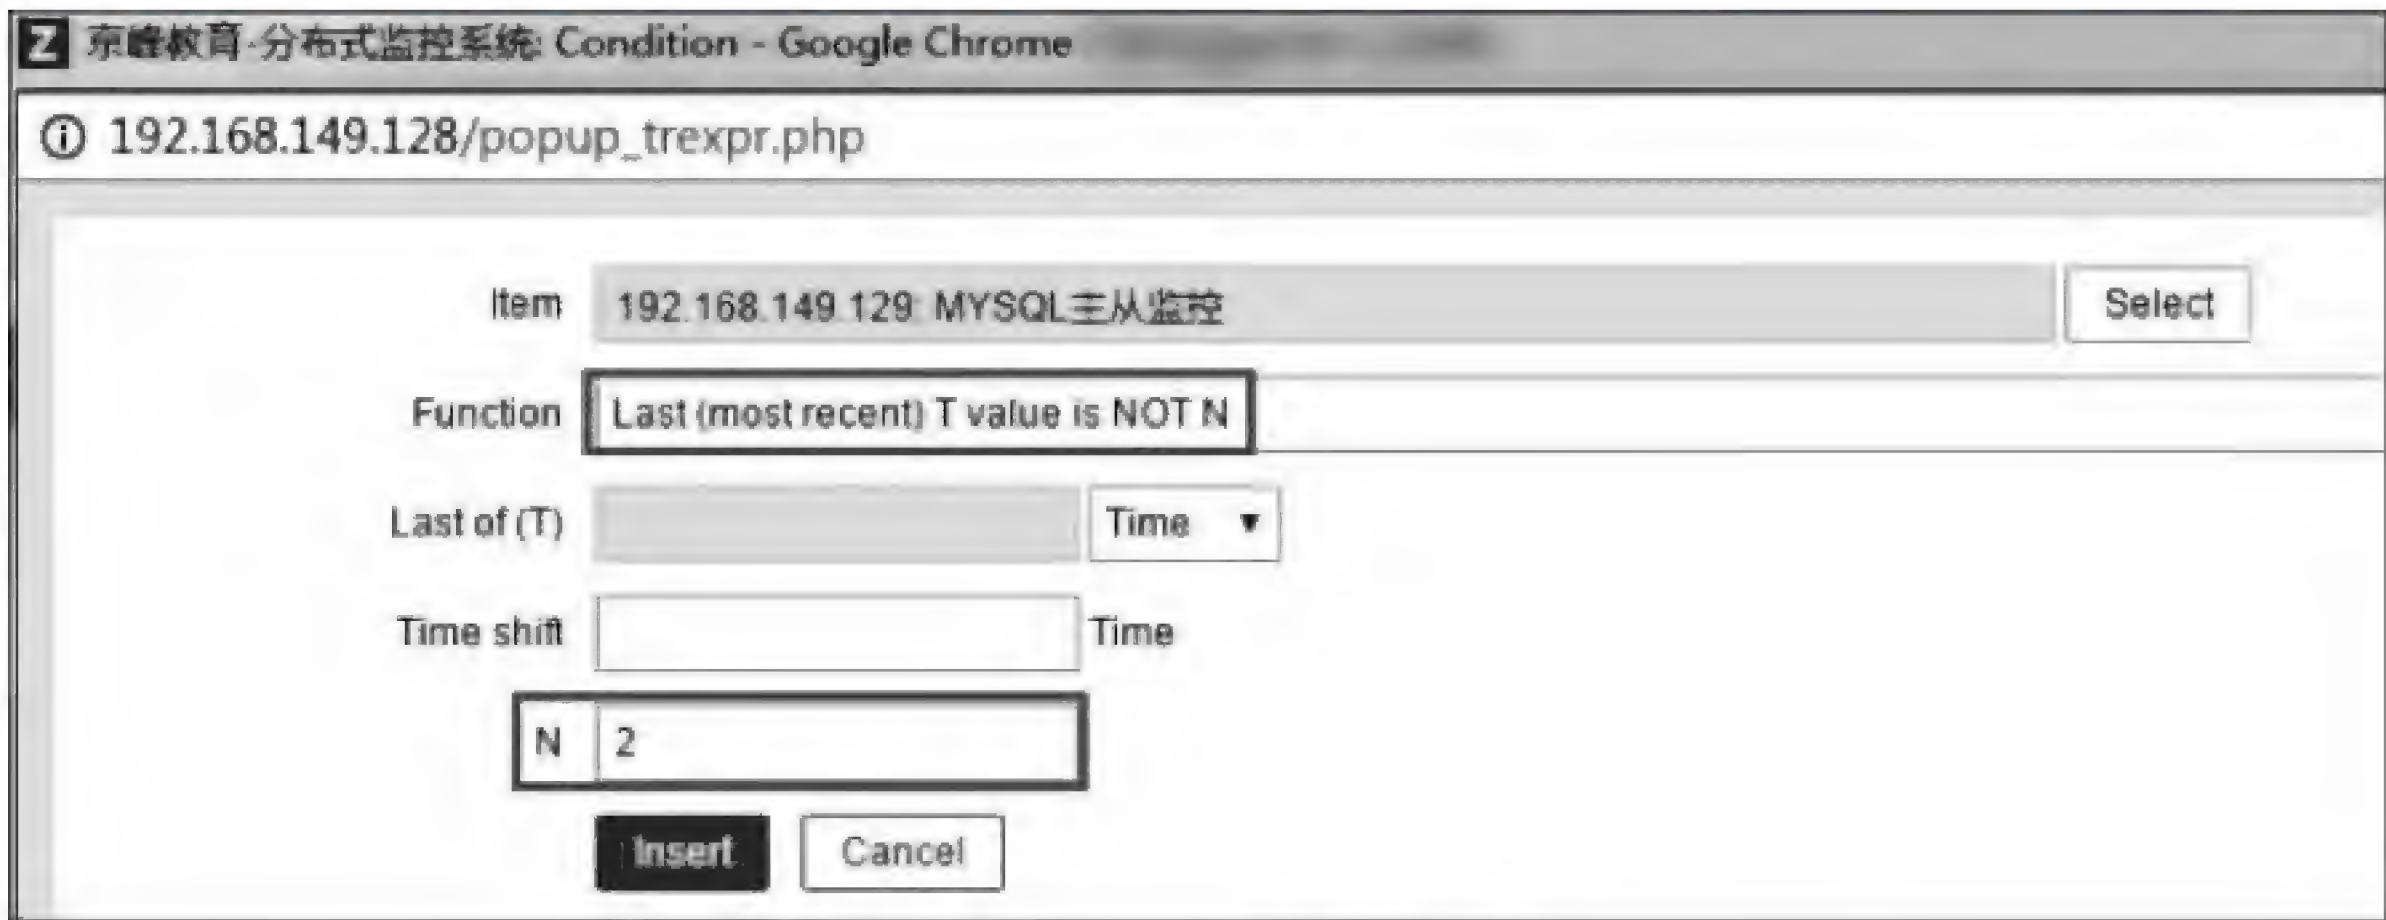 Z 京峰教育-分布式监控系统: Condition - Google Chrome
192.168.149.128/popup_trexpr.php
Item 192.168.149.129: MYSQL主从监控 Select
Function Last (most recent) T value is NOT N
Last of (T) Time
Time shift Time
N 2
Insert Cancel